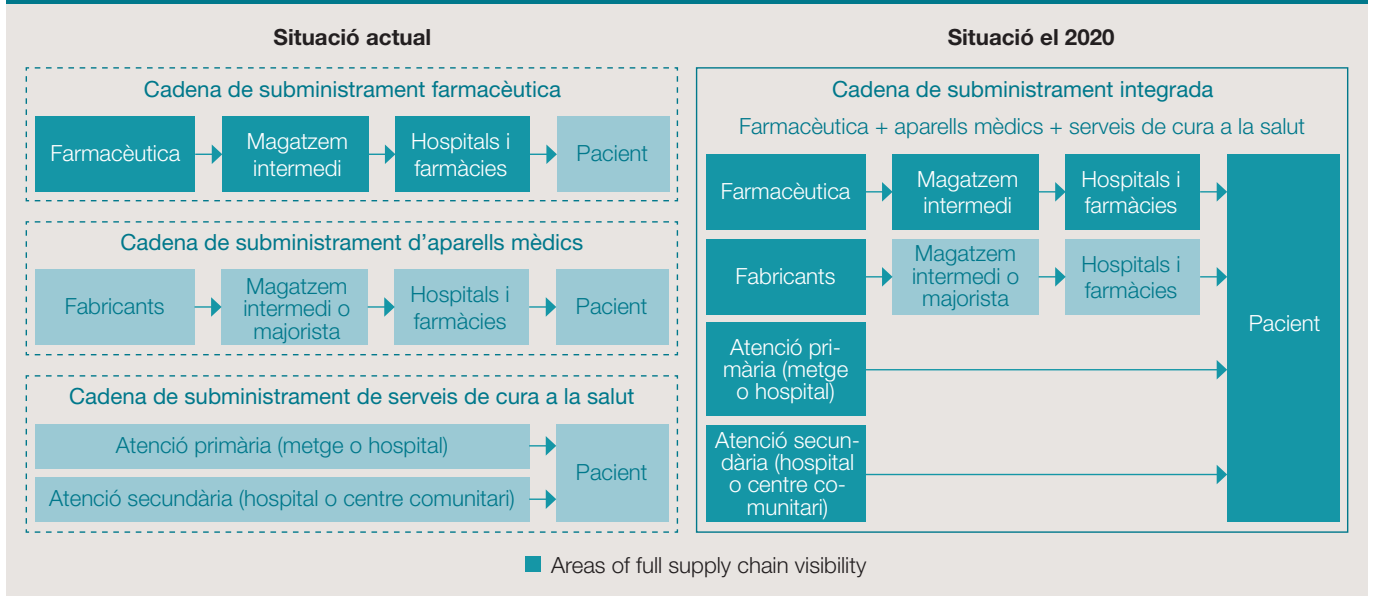 Situació actual
Cadena de subministrament farmacèutica
Farmacèutica
Magatzem
intermedi
Hospitals i
farmàcies
Pacient
Cadena de subministrament d'aparells mèdics
Fabricants
Magatzem
intermedi o
majorista
Hospitals i
farmàcies
Pacient
Cadena de subministrament de serveis de cura a la salut
Atenció primària (metge o hospital)
Atenció secundària (hospital o centre comunitari)
Pacient
Situació el 2020
Cadena de subministrament integrada
Farmacèutica + aparells mèdics + serveis de cura a la salut
Farmacèutica
Magatzem
intermedi
Hospitals i
farmàcies
Fabricants
Magatzem
intermedi o
majorista
Hospitals i
farmàcies
Atenció pri-
mària (metge
o hospital)
Atenció secun-
dària (hospital
o centre co-
munitari)
Pacient
Areas of full supply chain visibility